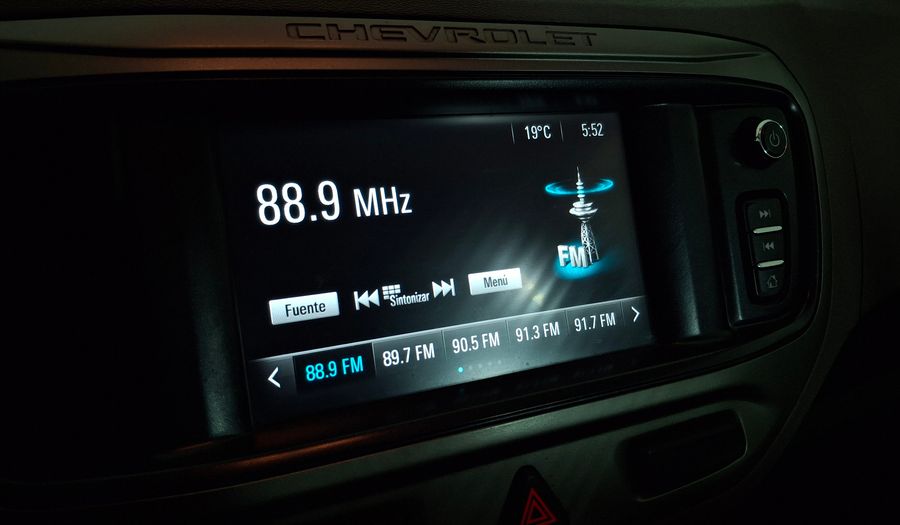 CHEVROLET
19°C 5:52
88.9 MHz
FM
Fuente Sintonizar Menú
88.9 FM 89.7 FM 90.5 FM 91.3 FM 91.7 FM